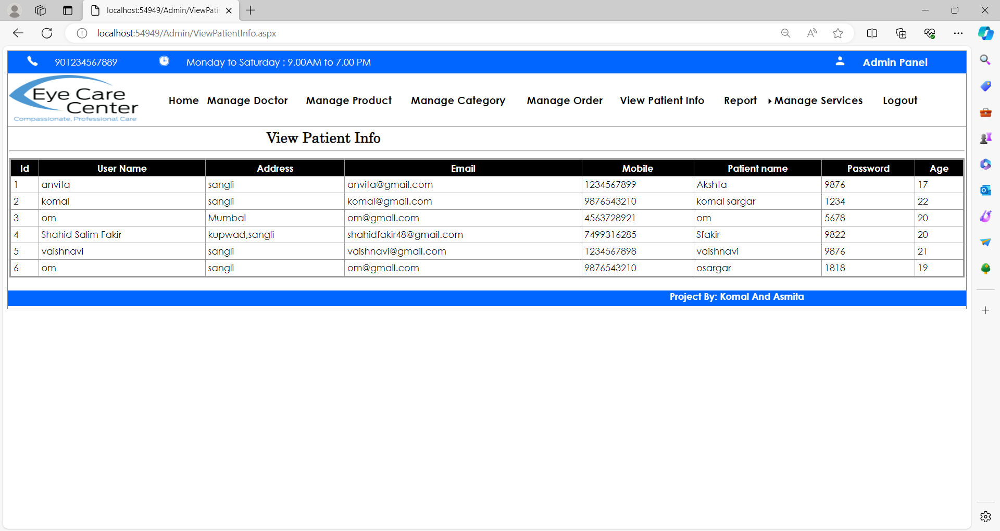 localhost:54949/Admin/ViewPati
localhost:54949/Admin/ViewPatientInfo.aspx
901234567889 Monday to Saturday : 9.00AM to 7.00 PM Admin Panel
Eye Care
Center
Compassionate, Professional Care
Home Manage Doctor Manage Product Manage Category Manage Order View Patient Info Report Manage Services Logout
View Patient Info
Id User Name Address Email Mobile Patient name Password Age
1 anvita sangli anvita@gmail.com 1234567899 Akshta 9876 17
2 komal sangli komal@gmail.com 9876543210 komal sargar 1234 22
3 om Mumbai om@gmail.com 4563728921 om 5678 20
4 Shahid Salim Fakir kupwad,sangli shahidfakir48@gmail.com 7499316285 Sfakir 9822 20
5 vaishnavi sangli vaishnavi@gmail.com 1234567898 vaishnavi 9876 21
6 om sangli om@gmail.com 9876543210 osargar 1818 19
Project By: Komal And Asmita